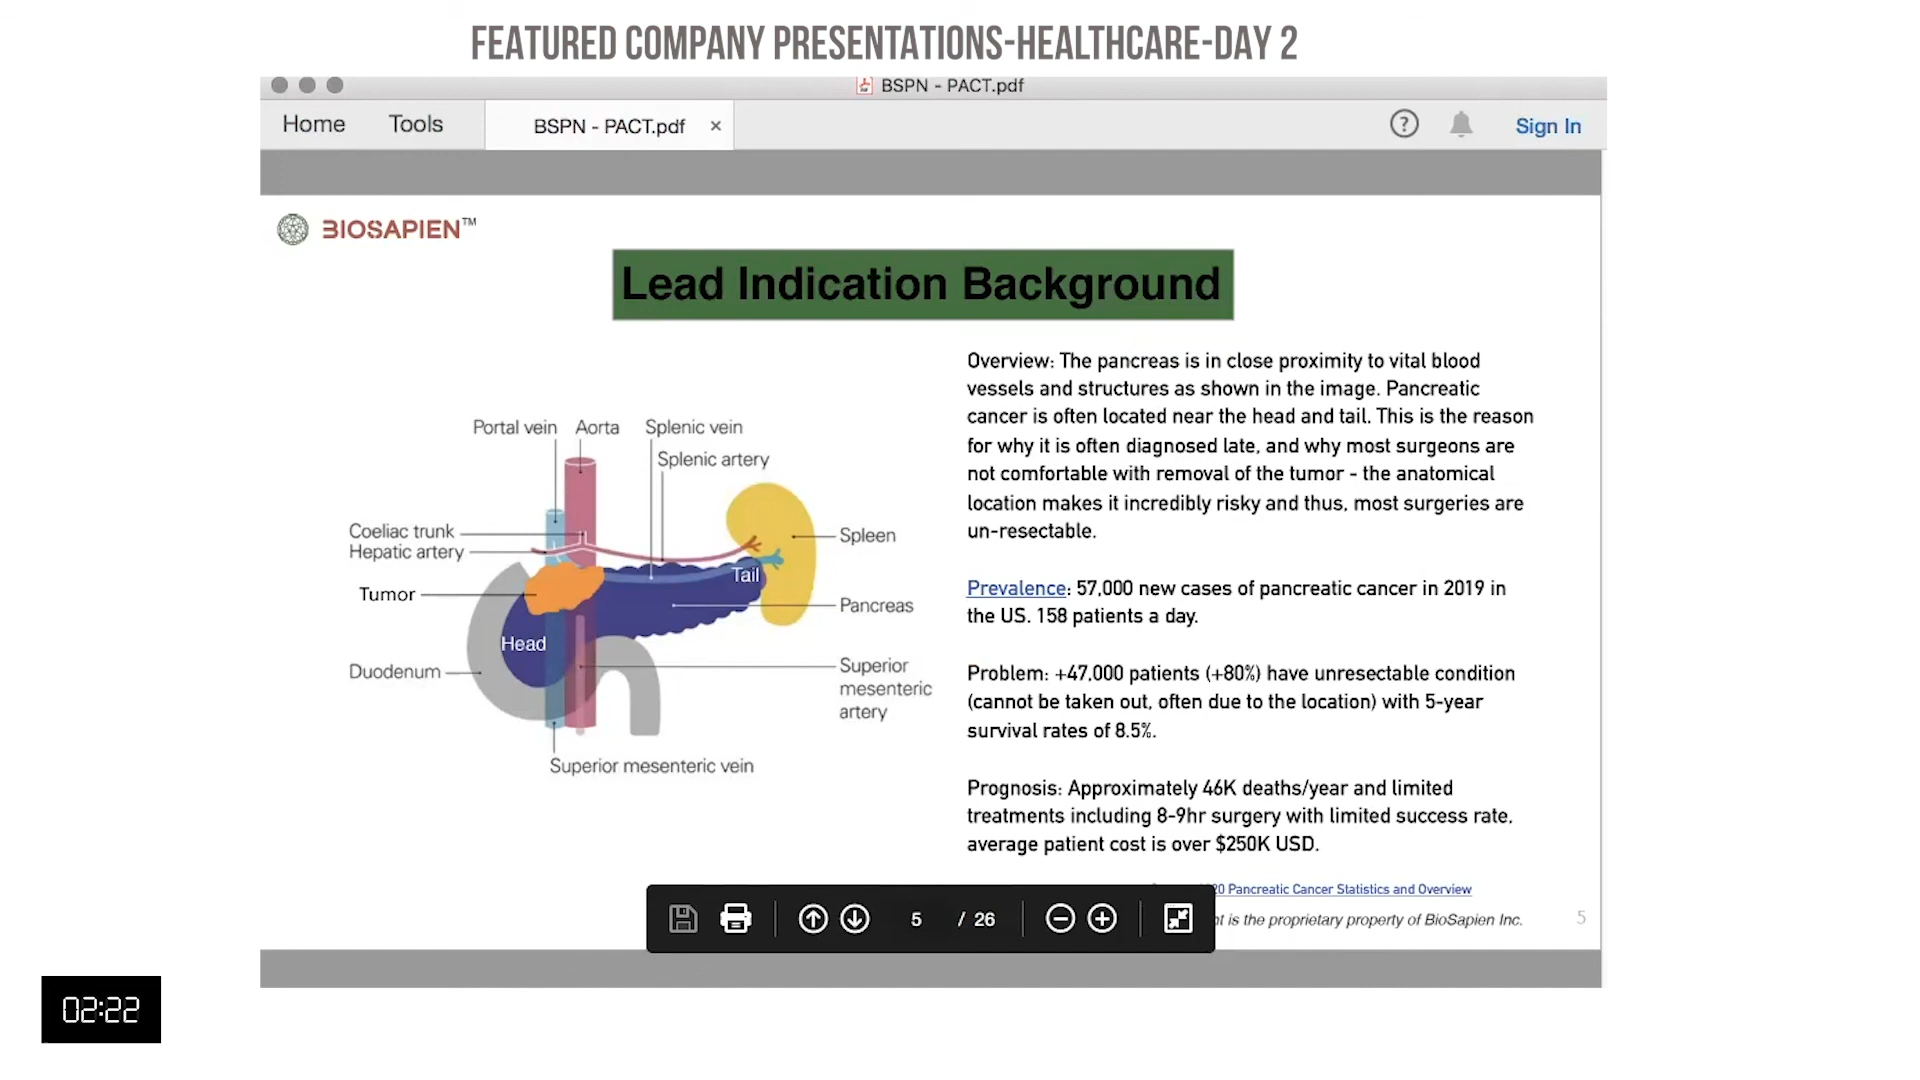 FEATURED COMPANY PRESENTATIONS-HEALTHCARE-DAY 2
BSPN - PACT.pdf
Home Tools BSPN - PACT.pdf × ? Sign In
BIOSAPIEN™
Lead Indication Background
Portal vein Aorta Splenic vein
Splenic artery
Coeliac trunk
Hepatic artery
Spleen
Tumor
Tail
Pancreas
Head
Duodenum
Superior
mesenteric
artery
Superior mesenteric vein
Overview: The pancreas is in close proximity to vital blood
vessels and structures as shown in the image. Pancreatic
cancer is often located near the head and tail. This is the reason
for why it is often diagnosed late, and why most surgeons are
not comfortable with removal of the tumor - the anatomical
location makes it incredibly risky and thus, most surgeries are
un-resectable.
Prevalence: 57,000 new cases of pancreatic cancer in 2019 in
the US. 158 patients a day.
Problem: +47,000 patients (+80%) have unresectable condition
(cannot be taken out, often due to the location) with 5-year
survival rates of 8.5%.
Prognosis: Approximately 46K deaths/year and limited
treatments including 8-9hr surgery with limited success rate,
average patient cost is over $250K USD.
20 Pancreatic Cancer Statistics and Overview
is the proprietary property of BioSapien Inc.
5
5 / 26
02:22